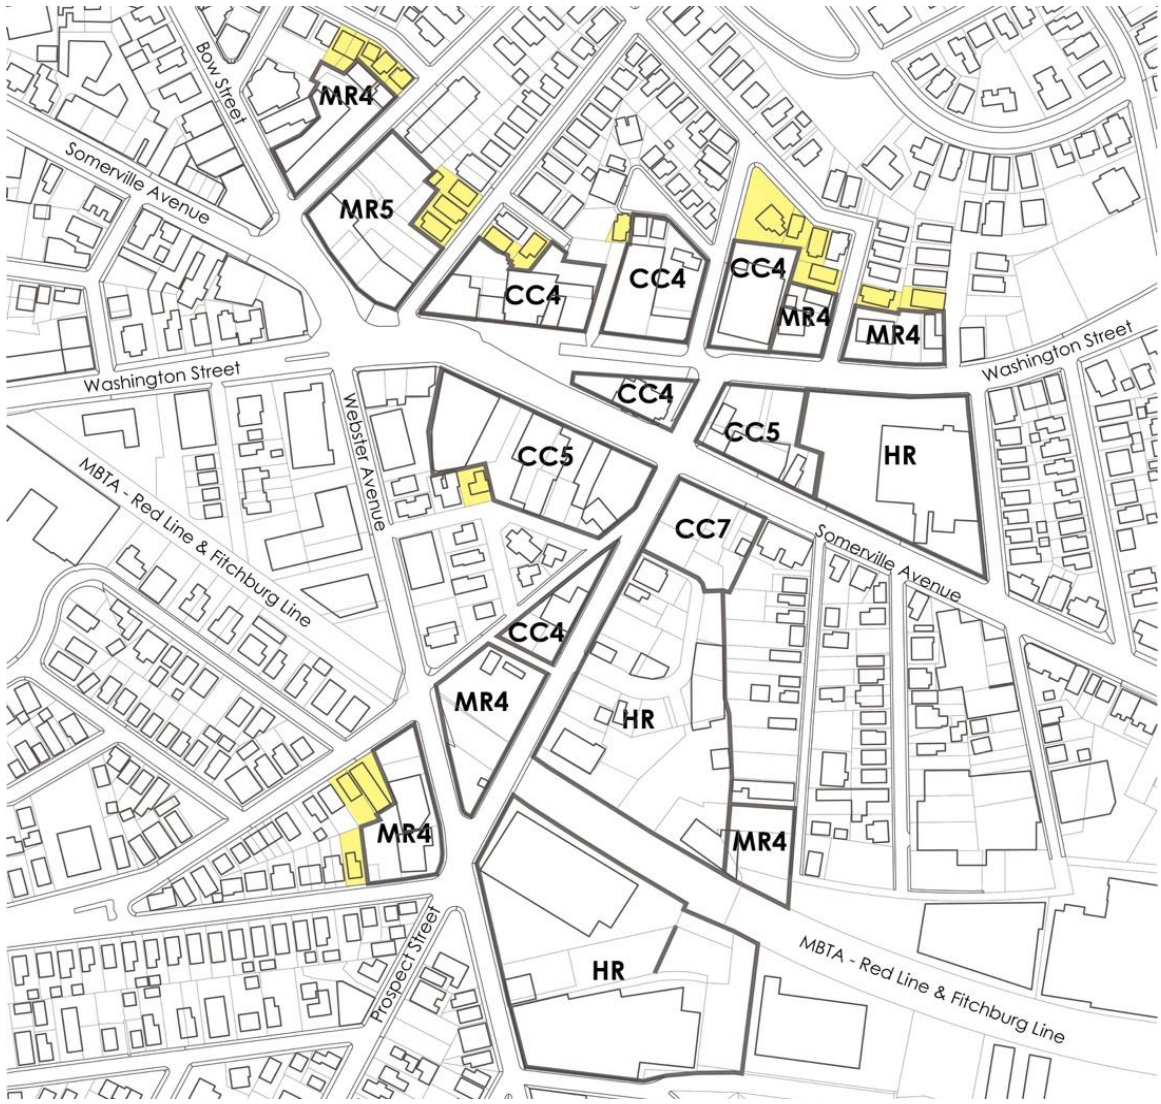 Bow Street
MR4
Somerville Avenue
MR5
CC4
CC4
CC4
MR4
MR4
Washington Street
Washington Street
CC4
Webster Avenue
CC5
CC5
HR
MBTA - Red Line & Fitchburg Line
CC7
Somerville Avenue
CC4
MR4
HR
MR4
MR4
Prospect Street
HR
MBTA - Red Line & Fitchburg Line